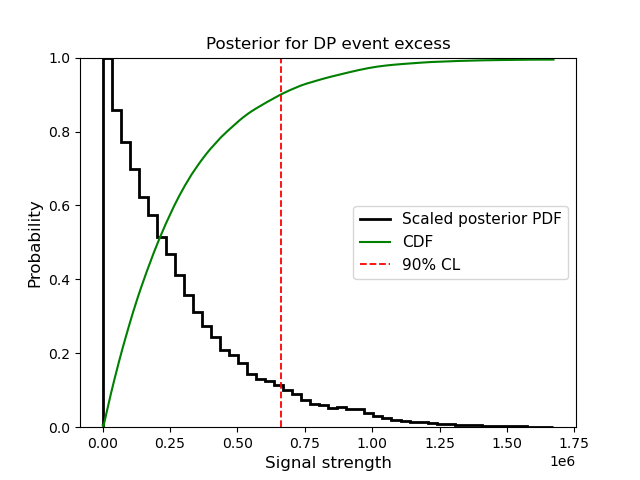 Posterior for DP event excess
Probability
1.0
0.8
0.6
0.4
0.2
0.0
Scaled posterior PDF
CDF
90% CL
0.00 0.25 0.50 0.75 1.00 1.25 1.50 1.75
1e6
Signal strength